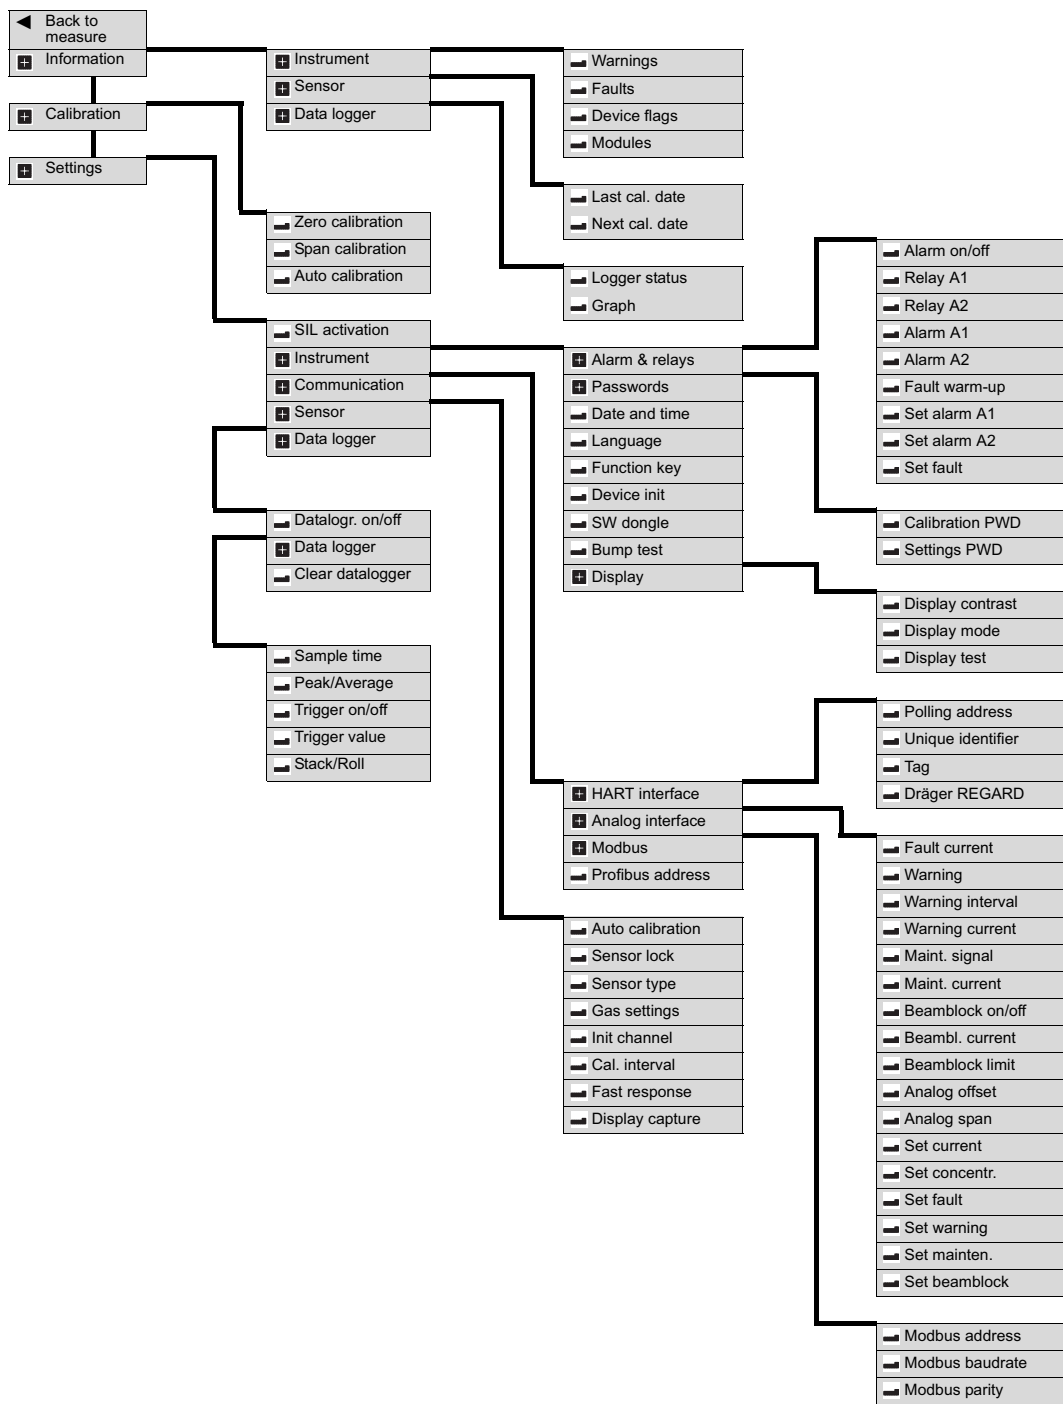 Back to
measure
Information
Calibration
Settings
Instrument
Sensor
Data logger
Warnings
Faults
Device flags
Modules
Last cal. date
Next cal. date
Logger status
Graph
Zero calibration
Span calibration
Auto calibration
SIL activation
Instrument
Communication
Sensor
Data logger
Datalogr. on/off
Data logger
Clear datalogger
Sample time
Peak/Average
Trigger on/off
Trigger value
Stack/Roll
Alarm & relays
Passwords
Date and time
Language
Function key
Device init
SW dongle
Bump test
Display
Alarm on/off
Relay A1
Relay A2
Alarm A1
Alarm A2
Fault warm-up
Set alarm A1
Set alarm A2
Set fault
Calibration PWD
Settings PWD
Display contrast
Display mode
Display test
HART interface
Analog interface
Modbus
Profibus address
Polling address
Unique identifier
Tag
Dräger REGARD
Fault current
Warning
Warning interval
Warning current
Maint. signal
Maint. current
Beamblock on/off
Beambl. current
Beamblock limit
Analog offset
Analog span
Set current
Set concentr.
Set fault
Set warning
Set mainten.
Set beamblock
Auto calibration
Sensor lock
Sensor type
Gas settings
Init channel
Cal. interval
Fast response
Display capture
Modbus address
Modbus baudrate
Modbus parity